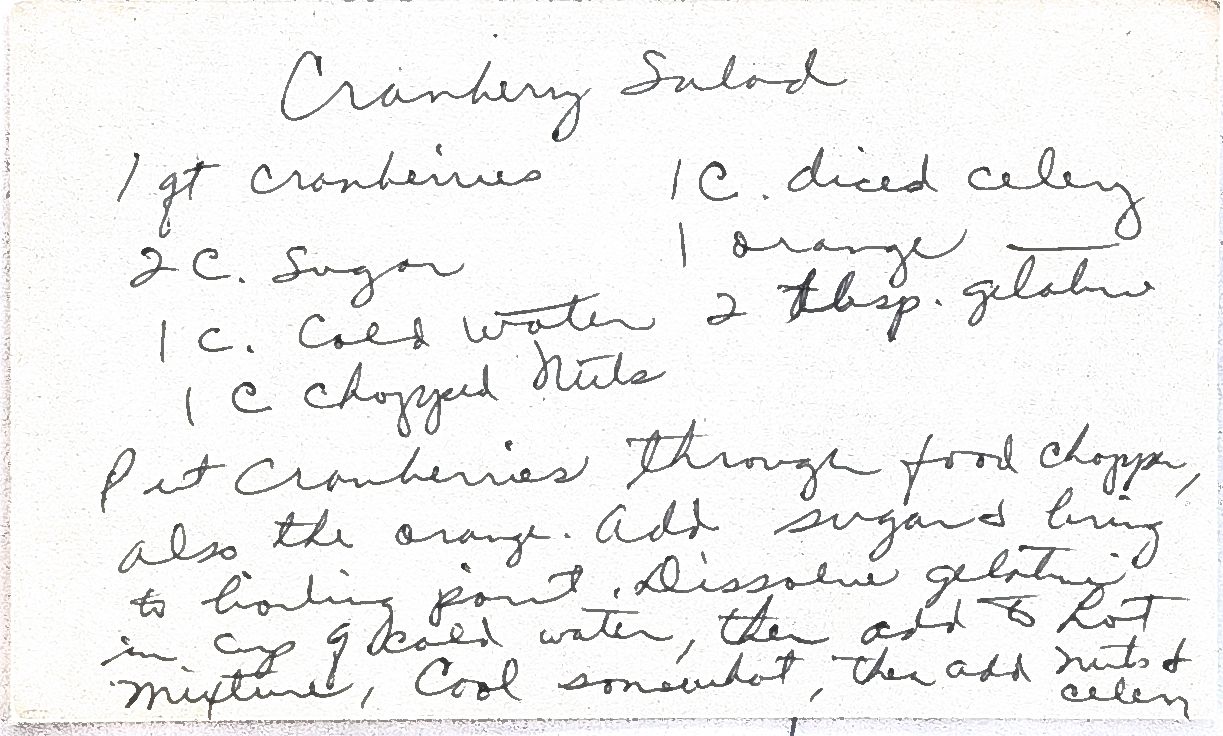 Cranberry Salad
1 qt cranberries
2 C. Sugar
1 C. Cold water
1 C chopped Nuts
1 C. diced celery
1 orange
2 tbsp. gelatine
Put Cranberries through food chopper,
also the orange. Add sugar & bring
to boiling point. Dissolve gelatine
in cup of cold water, then add to hot
mixture, Cool somewhat, then add nuts &
celery